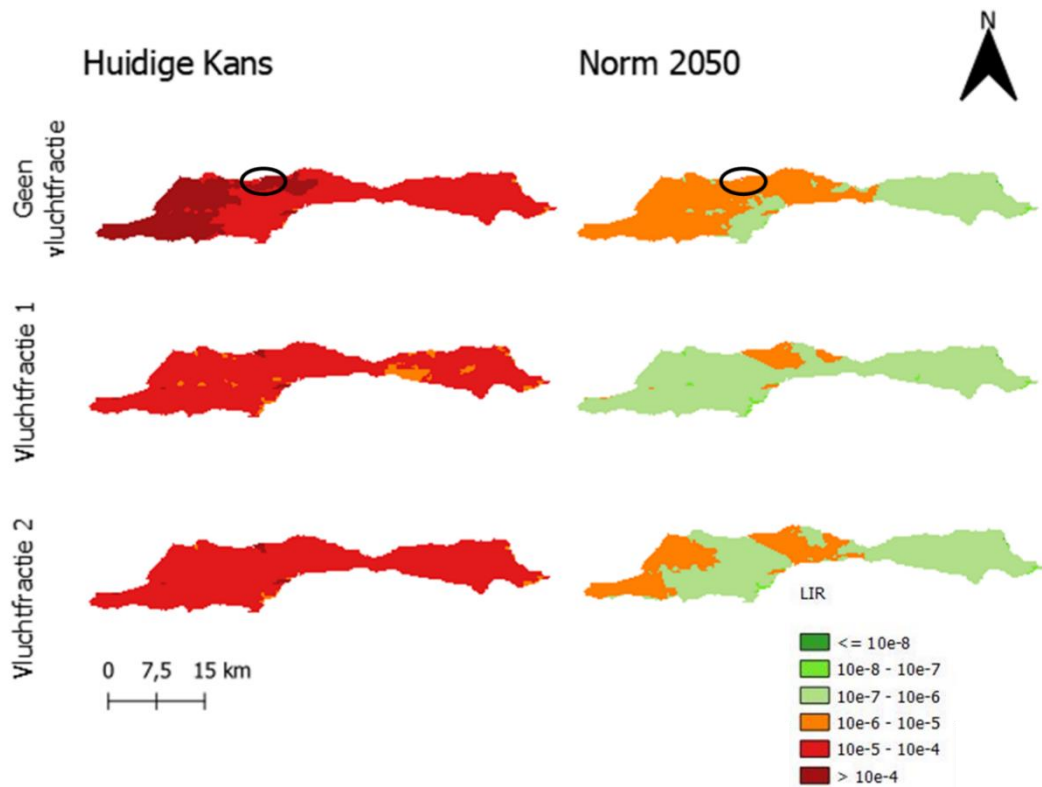 Huidige Kans
Norm 2050
N
Geen
vluchtfractie
Vluchtfractie 1
Vluchtfractie 2
0 7,5 15 km
LIR
<= 10e-8
10e-8 - 10e-7
10e-7 - 10e-6
10e-6 - 10e-5
10e-5 - 10e-4
> 10e-4